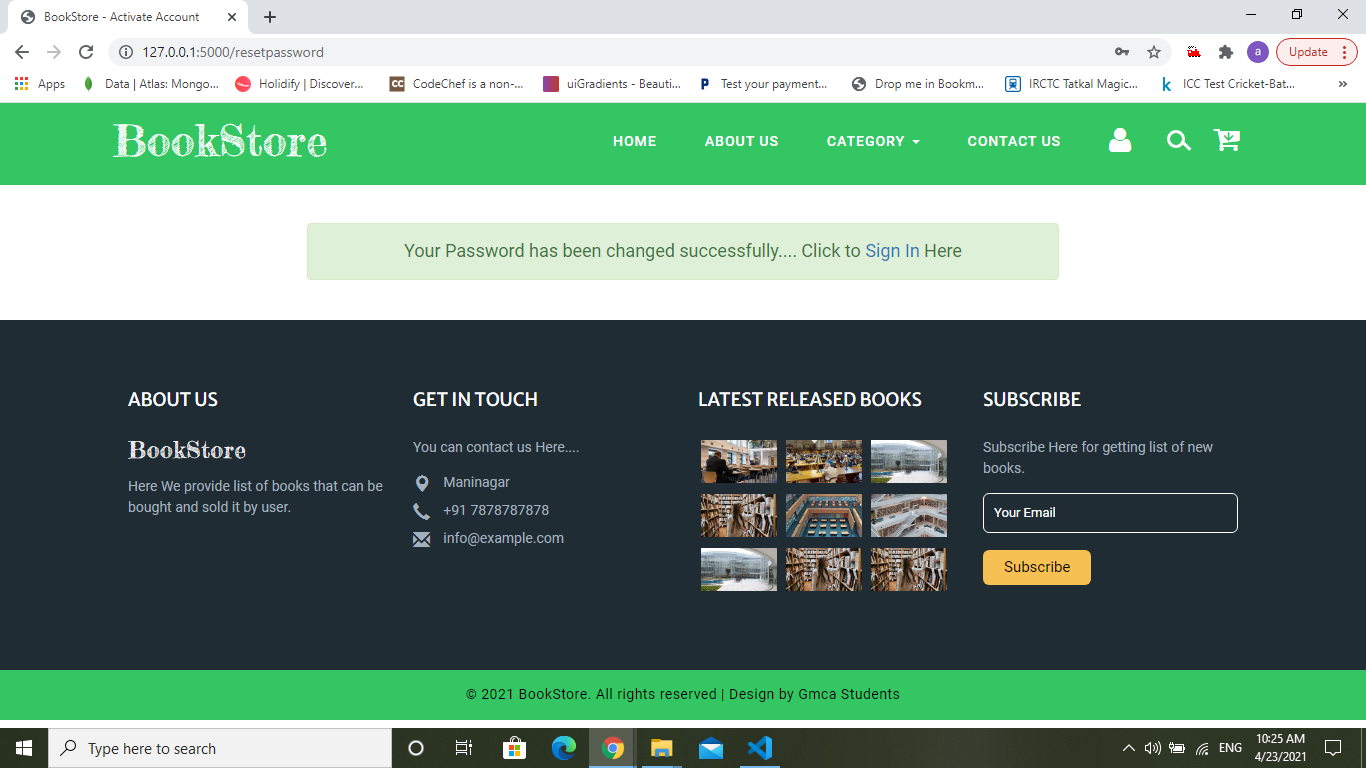 BookStore - Activate Account
127.0.0.1:5000/resetpassword
a
Update
Apps
Data | Atlas: Mongo...
Holidify | Discover...
CC
CodeChef is a non-...
uiGradients - Beauti...
P
Test your payment...
Drop me in Bookm...
IRCTC Tatkal Magic...
k
ICC Test Cricket-Bat...
»
BookStore
HOME
ABOUT US
CATEGORY
CONTACT US
Your Password has been changed successfully.... Click to Sign In Here
ABOUT US
BookStore
Here We provide list of books that can be
bought and sold it by user.
GET IN TOUCH
You can contact us Here....
Maninagar
+91 7878787878
info@example.com
LATEST RELEASED BOOKS
SUBSCRIBE
Subscribe Here for getting list of new
books.
Your Email
Subscribe
© 2021 BookStore. All rights reserved | Design by Gmca Students
Type here to search
ENG
10:25 AM
4/23/2021